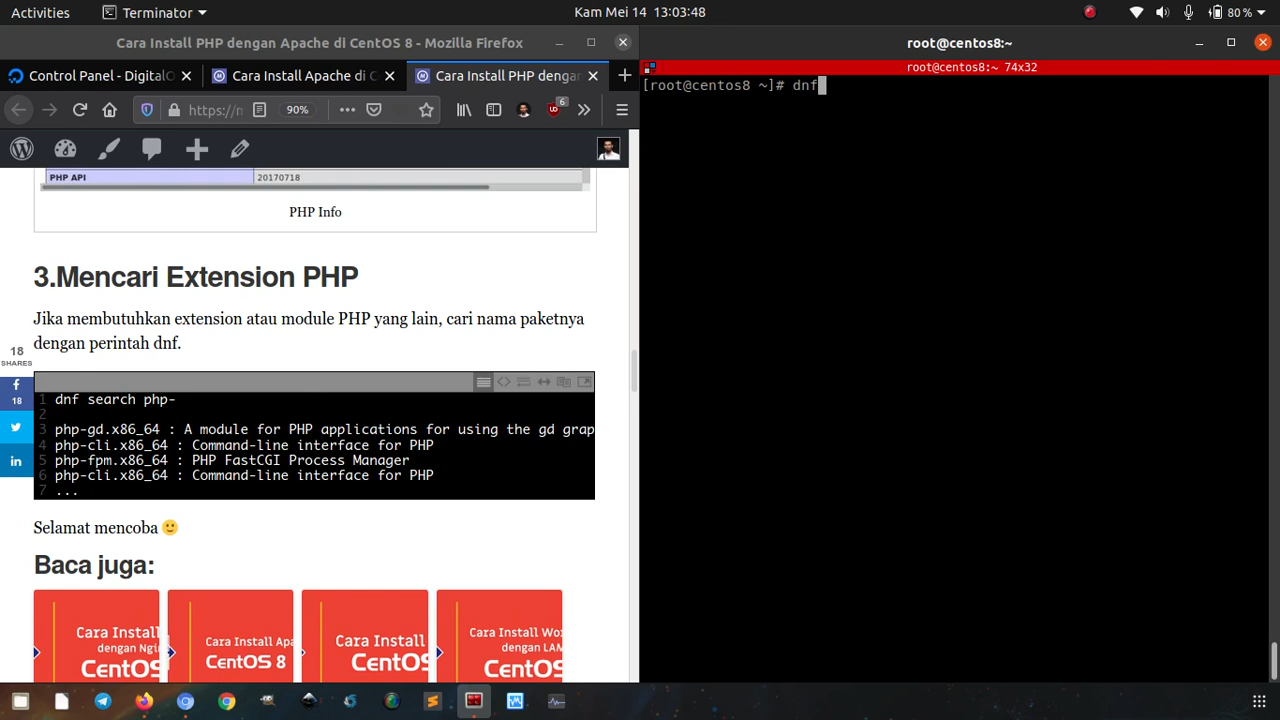 Activities
Terminator
Kam Mei 14 13:03:48
80 %
Cara Install PHP dengan Apache di CentOS 8 - Mozilla Firefox
root@centos8:~
Control Panel - DigitalO
Cara Install Apache di C
Cara Install PHP dengan
root@centos8:~ 74x32
https://
90%
6
[root@centos8 ~]# dnf
PHP API
20170718
PHP Info
3.Mencari Extension PHP
Jika membutuhkan extension atau module PHP yang lain, cari nama paketnya
dengan perintah dnf.
18
SHARES
18
1 dnf search php-
2
3 php-gd.x86_64 : A module for PHP applications for using the gd grap
4 php-cli.x86_64 : Command-line interface for PHP
5 php-fpm.x86_64 : PHP FastCGI Process Manager
6 php-cli.x86_64 : Command-line interface for PHP
7 ...
Selamat mencoba 🙂
Baca juga:
Cara Install
dengan Ngin
CentOS
Cara Install Apa
CentOS 8
Cara Install
CentOS
Cara Install Wor
dengan LAM
CentOS